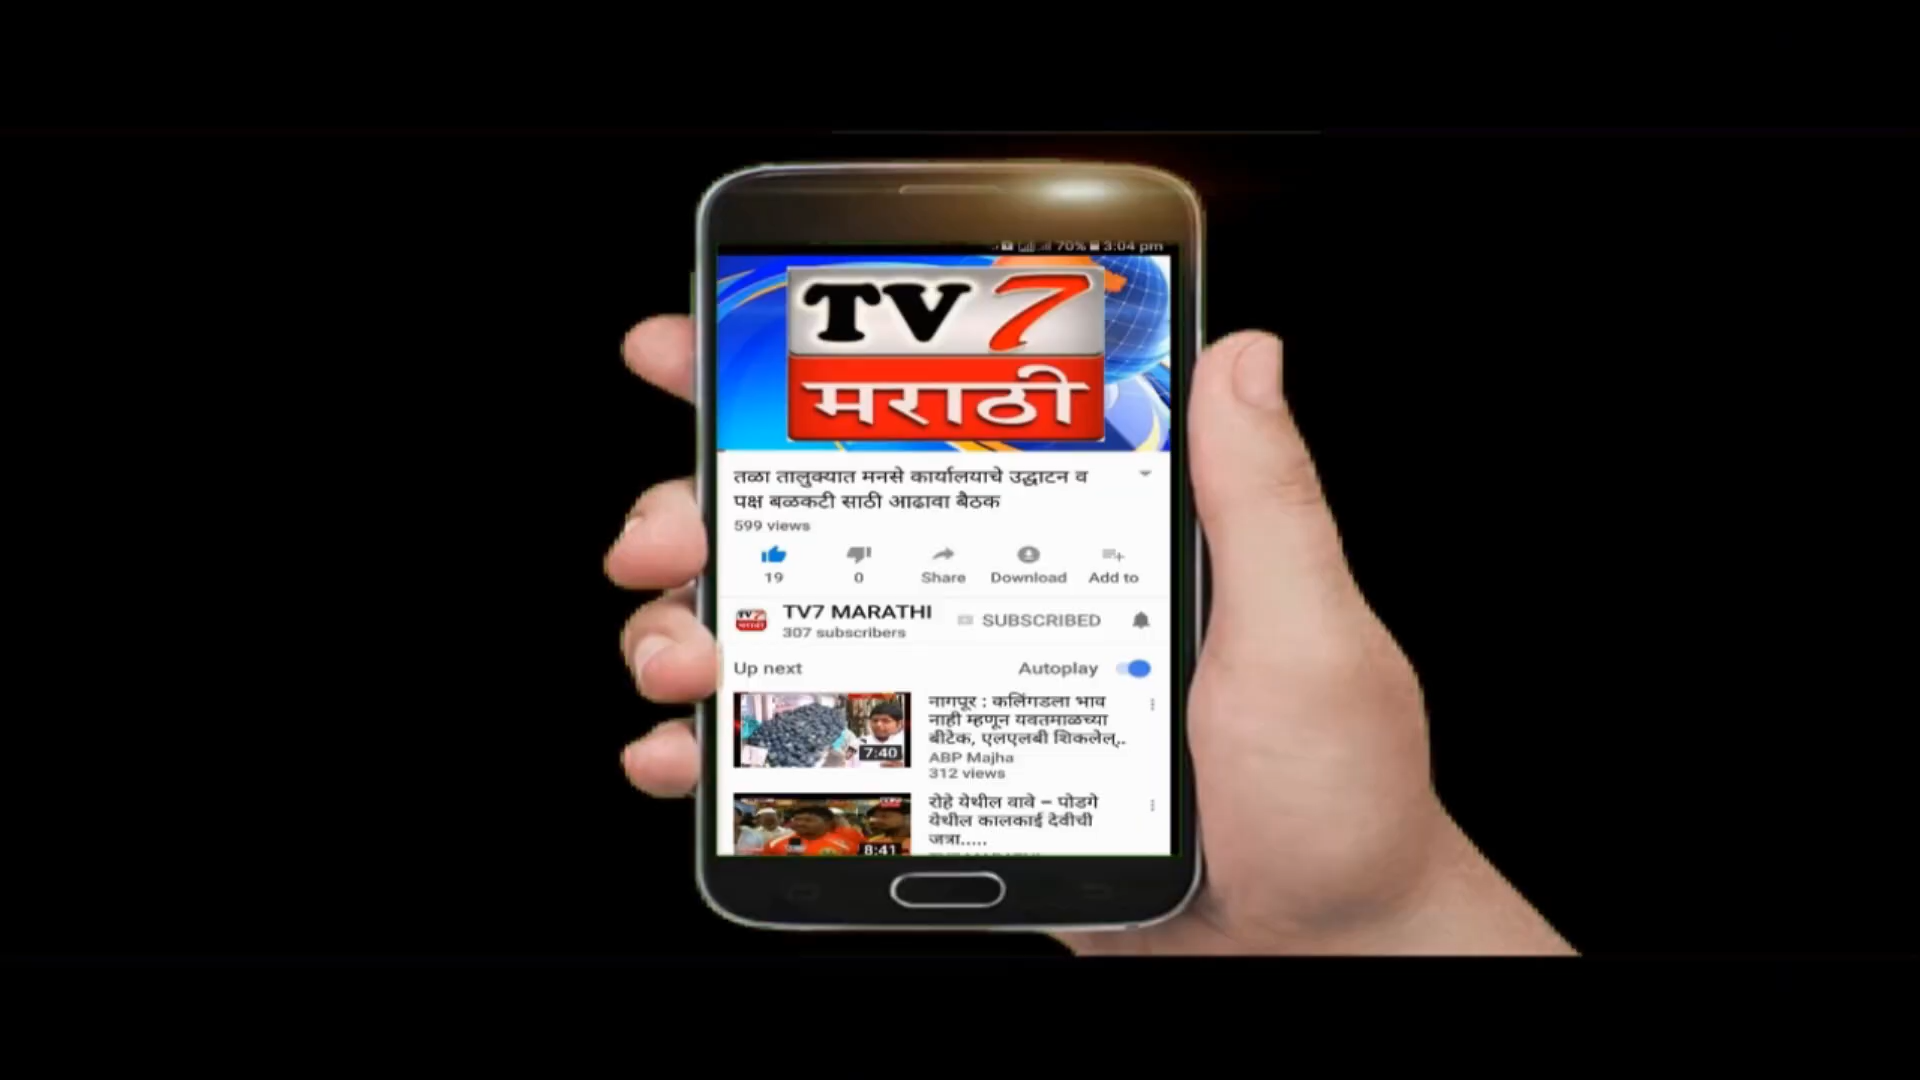 70% 3:04 pm
TV 7
मराठी
तळा तालुक्यात मनसे कार्यालयाचे उद्घाटन व
पक्ष बळकटी साठी आढावा बैठक
599 views
19
0
Share
Download
Add to
TV7 MARATHI
307 subscribers
SUBSCRIBED
Up next
Autoplay
7:40
नागपूर : कलिंगडला भाव
नाही म्हणून यवतमाळच्या
बीटेक, एलएलबी शिकलेल्..
ABP Majha
312 views
8:41
रोहे येथील वावे – पोडगे
येथील कालकाई देवीची
जत्रा.....